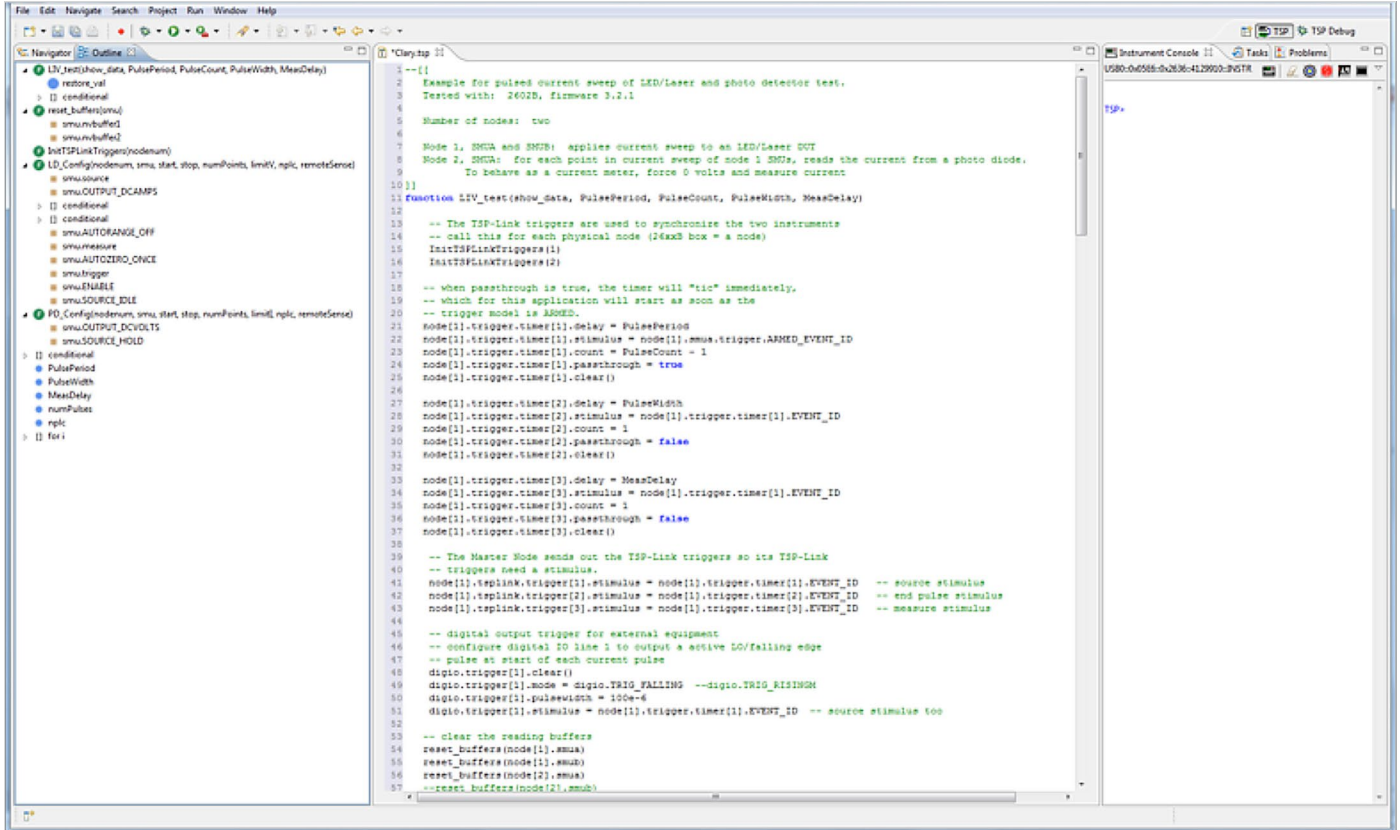 File Edit Navigate Search Project Run Window Help
TSP TSP Debug
Navigator Outline
LIV_test(show_data, PulsePeriod, PulseCount, PulseWidth, MeasDelay)
restore_val
conditional
reset_buffers(smu)
smu.nvbuffer1
smu.nvbuffer2
InitTSPLinkTriggers(nodenum)
LD_Config(nodenum, smu, start, stop, numPoints, limitV, nplc, remoteSense)
smu.source
smu.OUTPUT_DCAMPS
conditional
conditional
smu.AUTORANGE_OFF
smu.measure
smu.AUTOZERO_ONCE
smu.trigger
smu.ENABLE
smu.SOURCE_IDLE
PD_Config(nodenum, smu, start, stop, numPoints, limitI, nplc, remoteSense)
smu.OUTPUT_DCVOLTS
smu.SOURCE_HOLD
conditional
PulsePeriod
PulseWidth
MeasDelay
numPulses
nplc
for i
*Clary.tsp
1 --[[
2 Example for pulsed current sweep of LED/Laser and photo detector test.
3 Tested with: 2602B, firmware 3.2.1
4
5 Number of nodes: two
6
7 Node 1, SMUA and SMUB: applies current sweep to an LED/Laser DUT
8 Node 2, SMUA: for each point in current sweep of node 1 SMUs, reads the current from a photo diode.
9 To behave as a current meter, force 0 volts and measure current
10 ]]
11 function LIV_test(show_data, PulsePeriod, PulseCount, PulseWidth, MeasDelay)
12
13 -- The TSP-Link triggers are used to synchronize the two instruments
14 -- call this for each physical node (26xxB box = a node)
15 InitTSPLinkTriggers(1)
16 InitTSPLinkTriggers(2)
17
18 -- when passthrough is true, the timer will "tic" immediately,
19 -- which for this application will start as soon as the
20 -- trigger model is ARMED.
21 node[1].trigger.timer[1].delay = PulsePeriod
22 node[1].trigger.timer[1].stimulus = node[1].smua.trigger.ARMED_EVENT_ID
23 node[1].trigger.timer[1].count = PulseCount - 1
24 node[1].trigger.timer[1].passthrough = true
25 node[1].trigger.timer[1].clear()
26
27 node[1].trigger.timer[2].delay = PulseWidth
28 node[1].trigger.timer[2].stimulus = node[1].trigger.timer[1].EVENT_ID
29 node[1].trigger.timer[2].count = 1
30 node[1].trigger.timer[2].passthrough = false
31 node[1].trigger.timer[2].clear()
32
33 node[1].trigger.timer[3].delay = MeasDelay
34 node[1].trigger.timer[3].stimulus = node[1].trigger.timer[1].EVENT_ID
35 node[1].trigger.timer[3].count = 1
36 node[1].trigger.timer[3].passthrough = false
37 node[1].trigger.timer[3].clear()
38
39 -- The Master Node sends out the TSP-Link triggers so its TSP-Link
40 -- triggers need a stimulus.
41 node[1].tsplink.trigger[1].stimulus = node[1].trigger.timer[1].EVENT_ID -- source stimulus
42 node[1].tsplink.trigger[2].stimulus = node[1].trigger.timer[2].EVENT_ID -- end pulse stimulus
43 node[1].tsplink.trigger[3].stimulus = node[1].trigger.timer[3].EVENT_ID -- measure stimulus
44
45 -- digital output trigger for external equipment
46 -- configure digital IO line 1 to output a active LO/falling edge
47 -- pulse at start of each current pulse
48 digio.trigger[1].clear()
49 digio.trigger[1].mode = digio.TRIG_FALLING --digio.TRIG_RISINGM
50 digio.trigger[1].pulsewidth = 100e-6
51 digio.trigger[1].stimulus = node[1].trigger.timer[1].EVENT_ID -- source stimulus too
52
53 -- clear the reading buffers
54 reset_buffers(node[1].smua)
55 reset_buffers(node[1].smub)
56 reset_buffers(node[2].smua)
57 --reset_buffers(node[2].smub)
Instrument Console Tasks Problems
USB0::0x05E6::0x2636::4129910::INSTR
TSP>